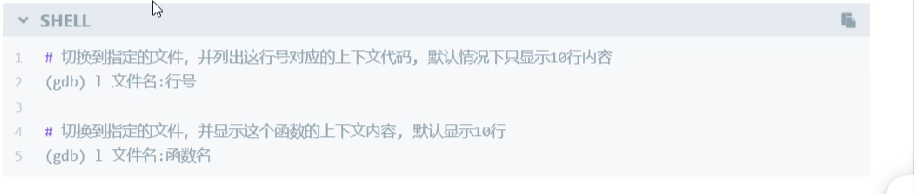 SHELL
1 # 切换到指定的文件，并列出这行号对应的上下文代码，默认情况下只显示10行内容
2 (gdb) l 文件名:行号
3
4 # 切换到指定的文件，并显示这个函数的上下文内容，默认显示10行
5 (gdb) l 文件名:函数名